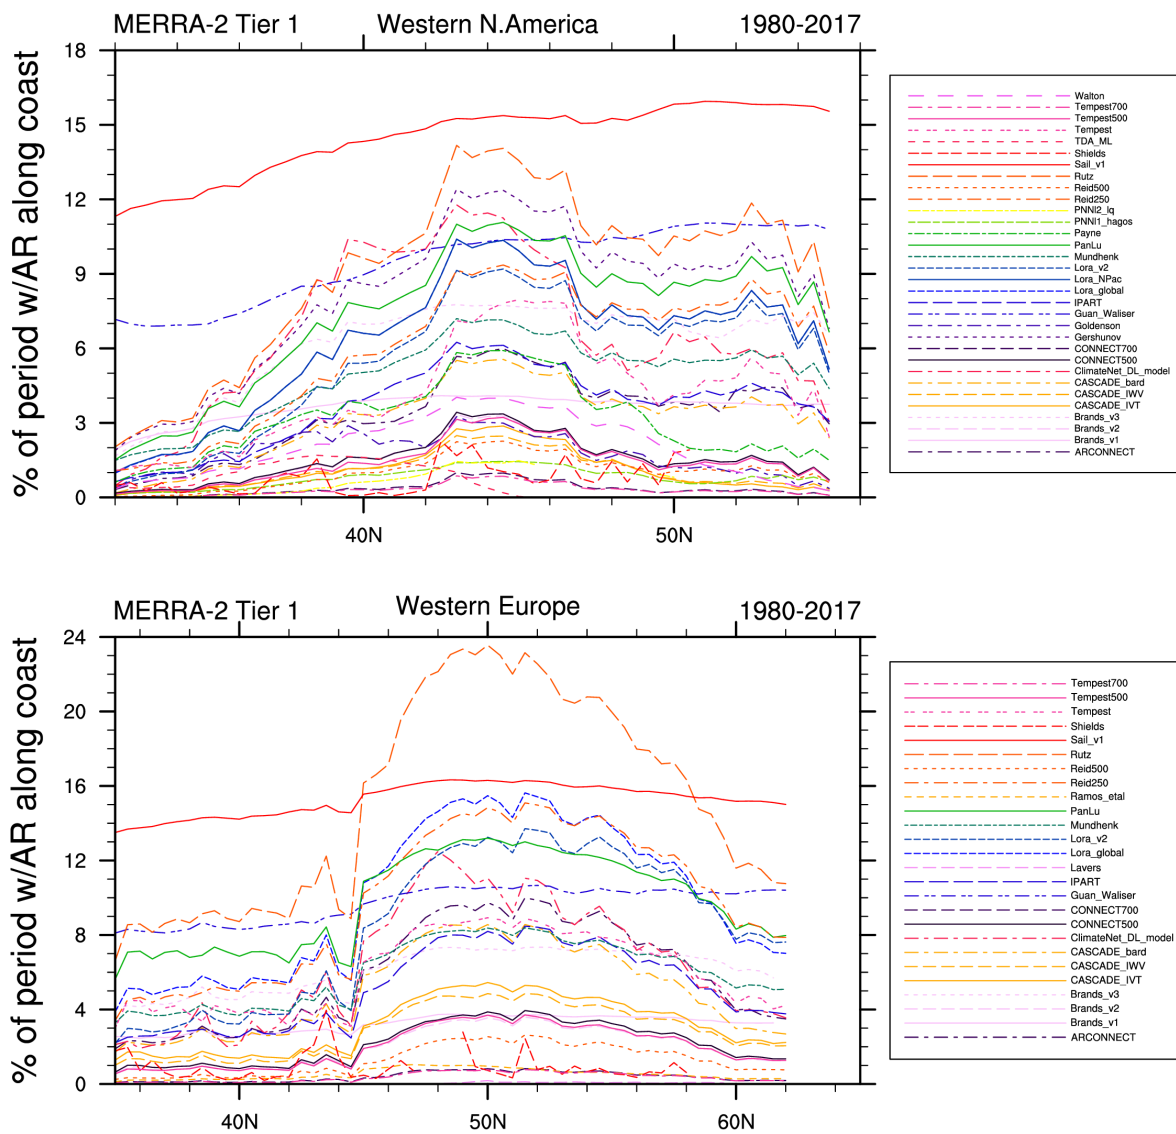 MERRA-2 Tier 1 Western N.America 1980-2017
% of period w/AR along coast
18
15
12
9
6
3
0
40N 50N
Walton
Tempest700
Tempest500
Tempest
TDA_ML
Shields
Sail_v1
Rutz
Reid500
Reid250
PNNl2_lq
PNNl1_hagos
Payne
PanLu
Mundhenk
Lora_v2
Lora_NPac
Lora_global
IPART
Guan_Waliser
Goldenson
Gershunov
CONNECT700
CONNECT500
ClimateNet_DL_model
CASCADE_bard
CASCADE_IWV
CASCADE_IVT
Brands_v3
Brands_v2
Brands_v1
ARCONNECT
MERRA-2 Tier 1 Western Europe 1980-2017
% of period w/AR along coast
24
20
16
12
8
4
0
40N 50N 60N
Tempest700
Tempest500
Tempest
Shields
Sail_v1
Rutz
Reid500
Reid250
Ramos_etal
PanLu
Mundhenk
Lora_v2
Lora_global
Lavers
IPART
Guan_Waliser
CONNECT700
CONNECT500
ClimateNet_DL_model
CASCADE_bard
CASCADE_IWV
CASCADE_IVT
Brands_v3
Brands_v2
Brands_v1
ARCONNECT